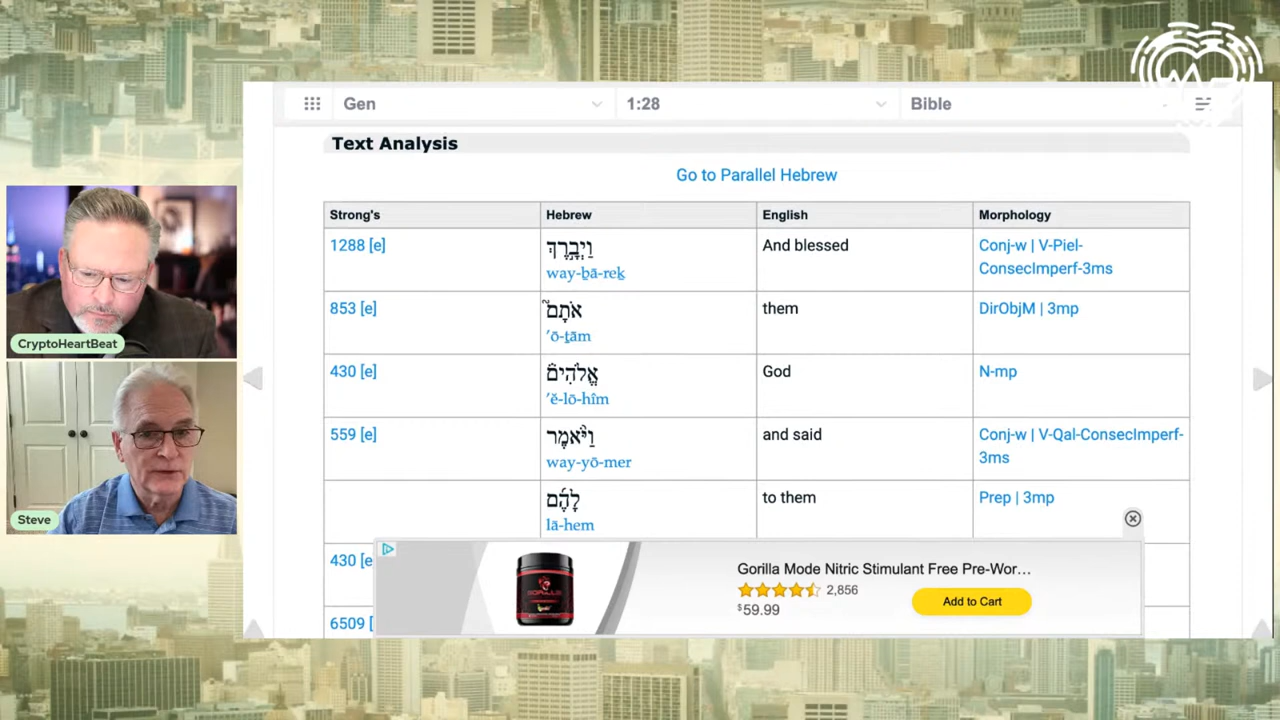 Gen
1:28
Bible
Text Analysis
Go to Parallel Hebrew
Strong's Hebrew English Morphology
1288 [e] וַיְבָ֣רֶךְ And blessed Conj-w | V-Piel-
way-ḇā-reḵ ConsecImperf-3ms
853 [e] אֹתָם֮ them DirObjM | 3mp
’ō-ṯām
430 [e] אֱלֹהִים֒ God N-mp
’ĕ-lō-hîm
559 [e] וַיֹּ֨אמֶר and said Conj-w | V-Qal-ConsecImperf-
way-yō-mer 3ms
לָהֶ֜ם to them Prep | 3mp
lā-hem
430 [e
6509 [
CryptoHeartBeat
Steve
Gorilla Mode Nitric Stimulant Free Pre-Wor…
2,856
$59.99
Add to Cart